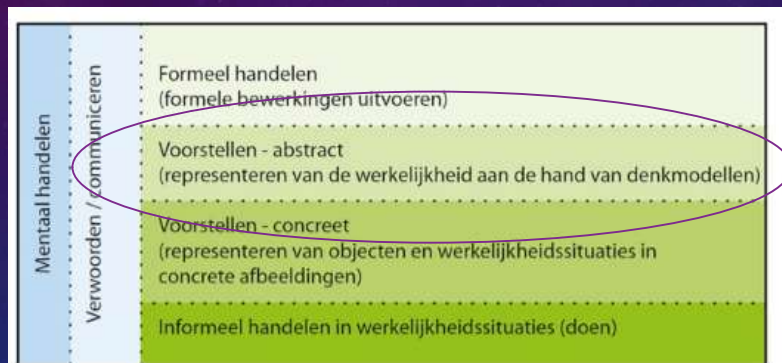 Mentaal handelen
Verwoorden / communiceren
Formeel handelen
(formele bewerkingen uitvoeren)
Voorstellen - abstract
(representeren van de werkelijkheid aan de hand van denkmodellen)
Voorstellen - concreet
(representeren van objecten en werkelijkheidssituaties in
concrete afbeeldingen)
Informeel handelen in werkelijkheidssituaties (doen)